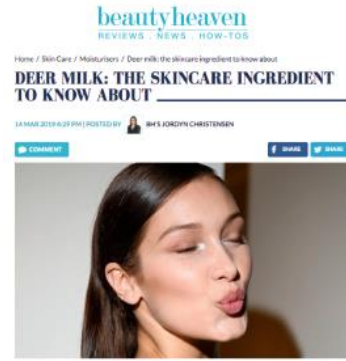 beautyheaven
REVIEWS . NEWS . HOW-TOS
Home / Skin Care / Moisturisers / Deer milk: the skincare ingredient to know about
DEER MILK: THE SKINCARE INGREDIENT
TO KNOW ABOUT
14 MAR 2019 6:29 PM | POSTED BY BH'S JORDYN CHRISTENSEN
COMMENT
SHARE SHARE